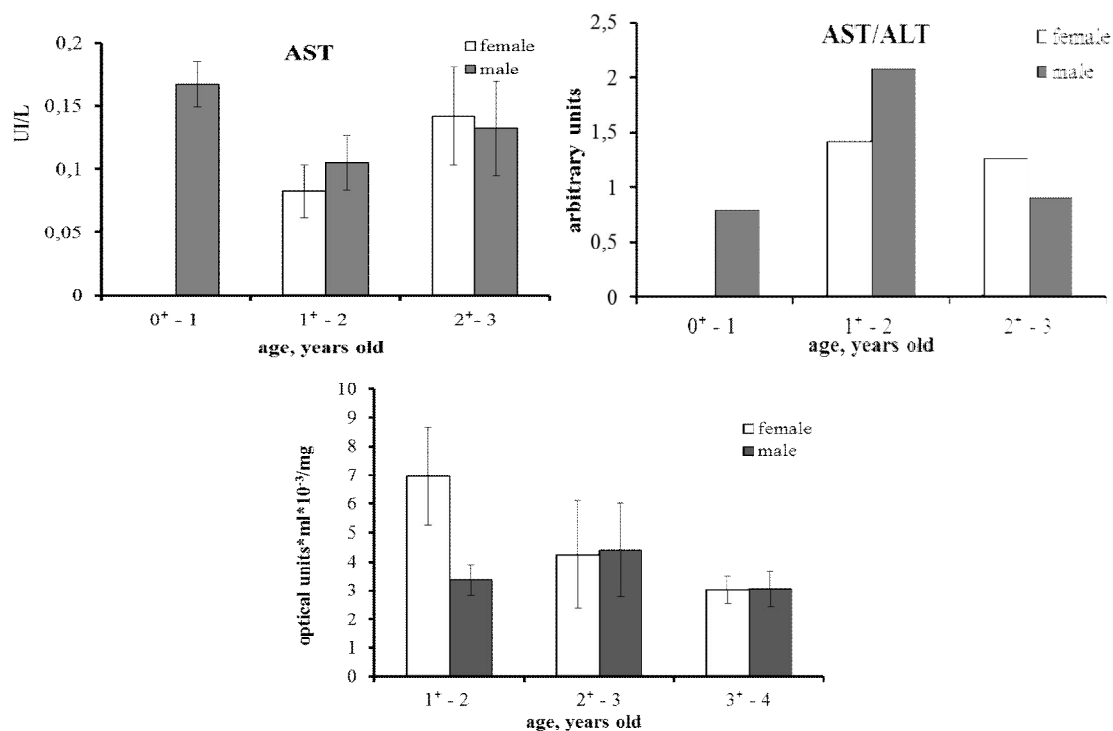 AST
female
male
UI/L
0,2
0,15
0,1
0,05
0
0⁺ - 1
1⁺ - 2
2⁺ - 3
age, years old
AST/ALT
female
male
arbitrary units
2,5
2
1,5
1
0,5
0
0⁺ - 1
1⁺ - 2
2⁺ - 3
age, years old
female
male
optical units*ml*10⁻³/mg
10
9
8
7
6
5
4
3
2
1
0
1⁺ - 2
2⁺ - 3
3⁺ - 4
age, years old